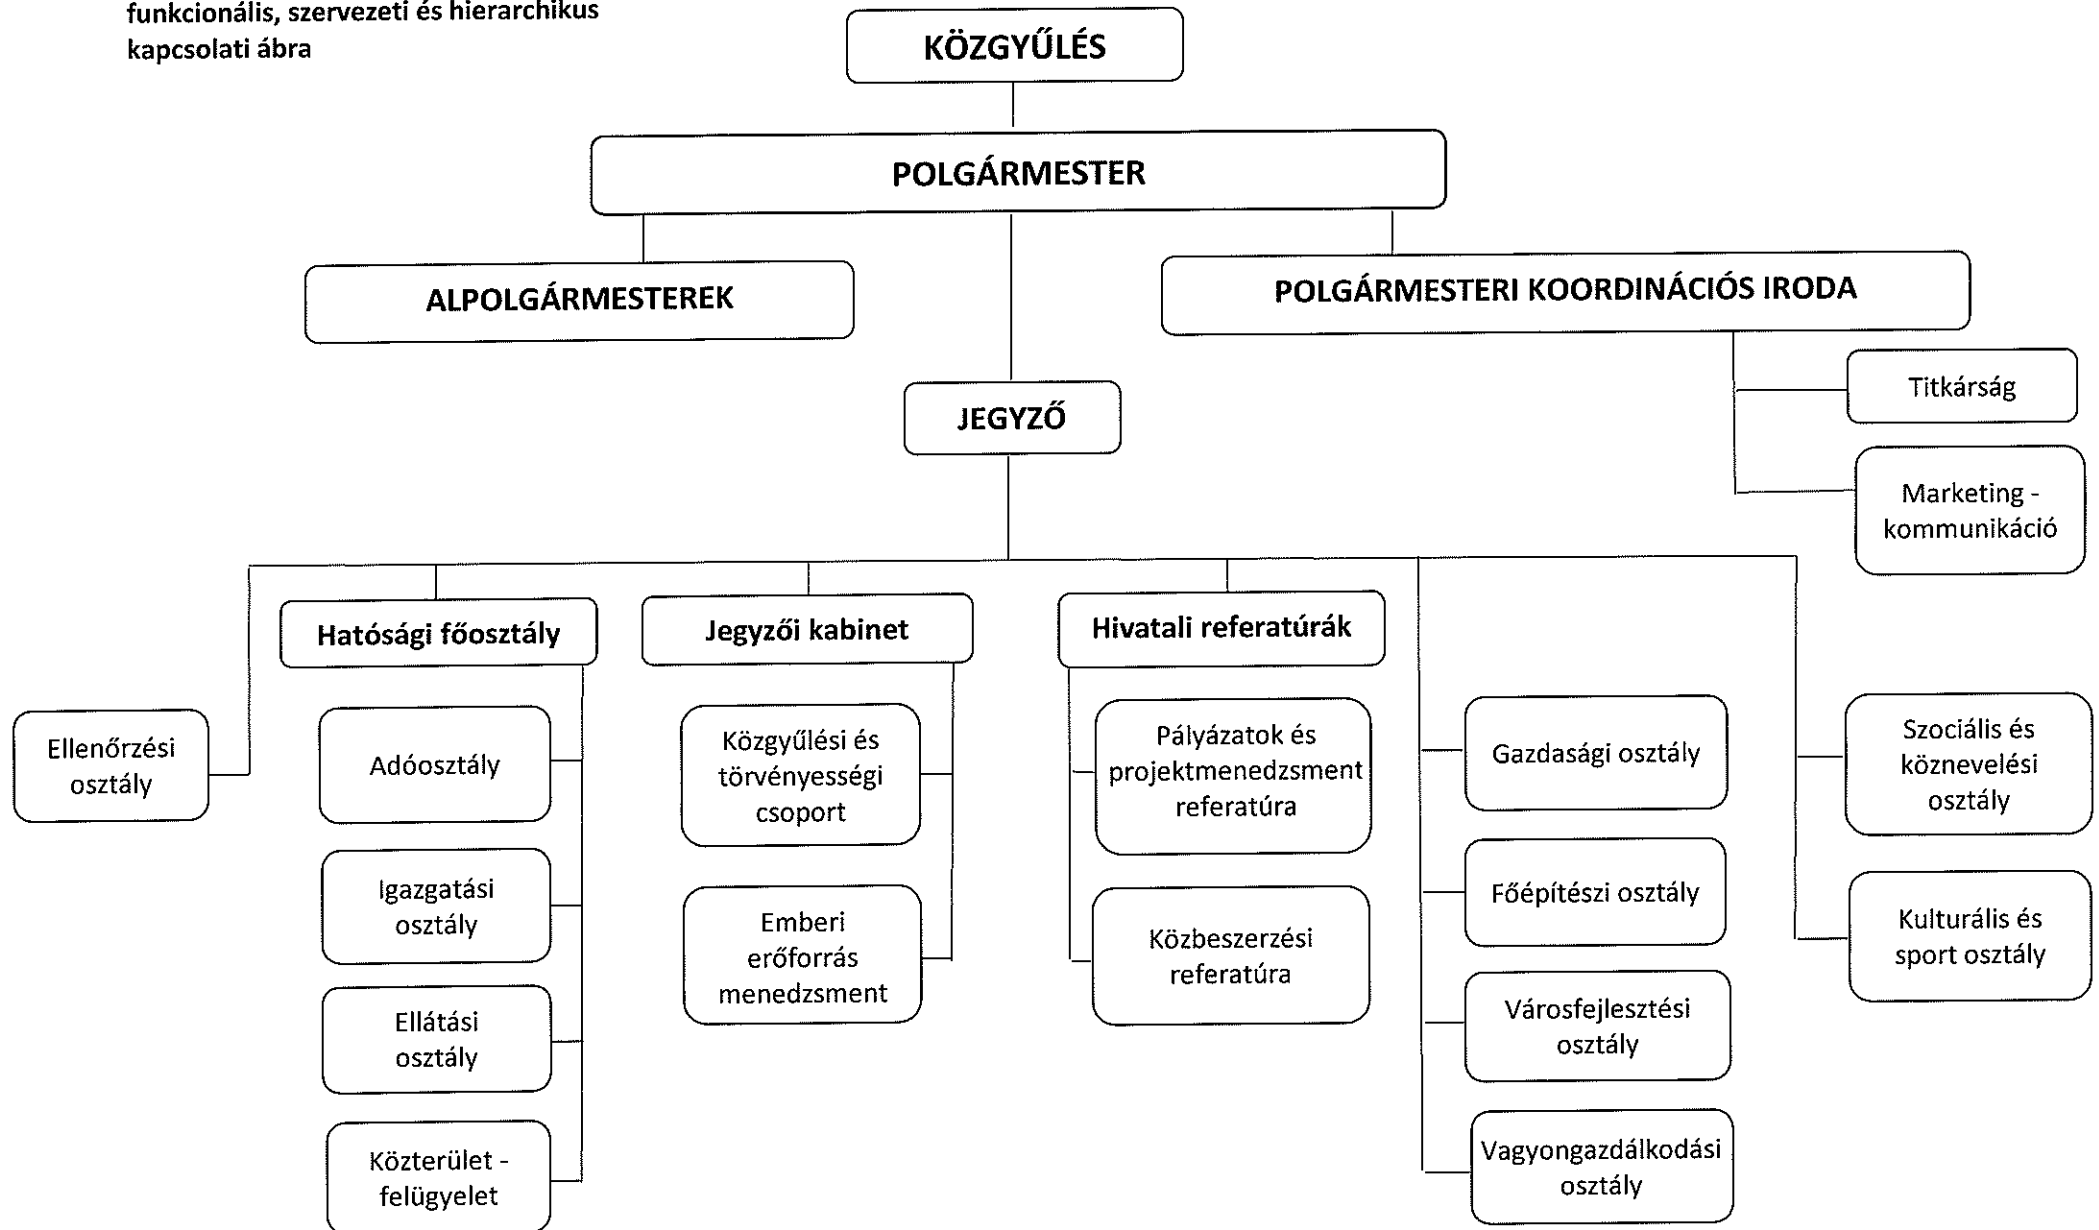 funkcionális, szervezeti és hierarchikus
kapcsolati ábra
KÖZGYŰLÉS
POLGÁRMESTER
ALPOLGÁRMESTEREK
POLGÁRMESTERI KOORDINÁCIÓS IRODA
Titkárság
JEGYZŐ
Marketing -
kommunikáció
Hatósági főosztály
Jegyzői kabinet
Hivatali referatúrák
Ellenőrzési
osztály
Adóosztály
Igazgatási
osztály
Ellátási
osztály
Közterület -
felügyelet
Közgyűlési és
törvényességi
csoport
Emberi
erőforrás
menedzsment
Pályázatok és
projektmenedzsment
referatúra
Közbeszerzési
referatúra
Gazdasági osztály
Főépítészi osztály
Városfejlesztési
osztály
Vagyongazdálkodási
osztály
Szociális és
köznevelési
osztály
Kulturális és
sport osztály